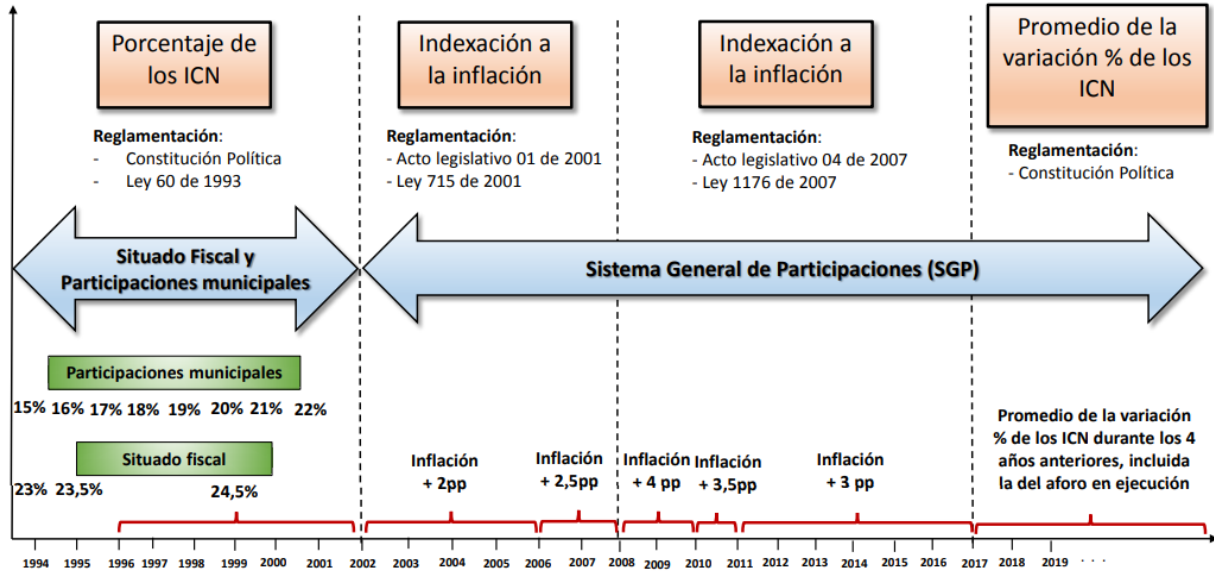 Porcentaje de
los ICN
Indexación a
la inflación
Indexación a
la inflación
Promedio de la
variación % de los
ICN
Reglamentación:
- Constitución Política
- Ley 60 de 1993
Reglamentación:
- Acto legislativo 01 de 2001
- Ley 715 de 2001
Reglamentación:
- Acto legislativo 04 de 2007
- Ley 1176 de 2007
Reglamentación:
- Constitución Política
Situado Fiscal y
Participaciones municipales
Sistema General de Participaciones (SGP)
Participaciones municipales
15% 16% 17% 18% 19% 20% 21% 22%
Situado fiscal
23% 23,5% 24,5%
Inflación
+ 2pp
Inflación
+ 2,5pp
Inflación
+ 4 pp
Inflación
+ 3,5pp
Inflación
+ 3 pp
Promedio de la variación
% de los ICN durante los 4
años anteriores, incluida
la del aforo en ejecución
1994 1995 1996 1997 1998 1999 2000 2001 2002 2003 2004 2006 2007 2008 2009 2010 2011 2012 2013 2014 2015 2016 2017 2018 2019 . . .